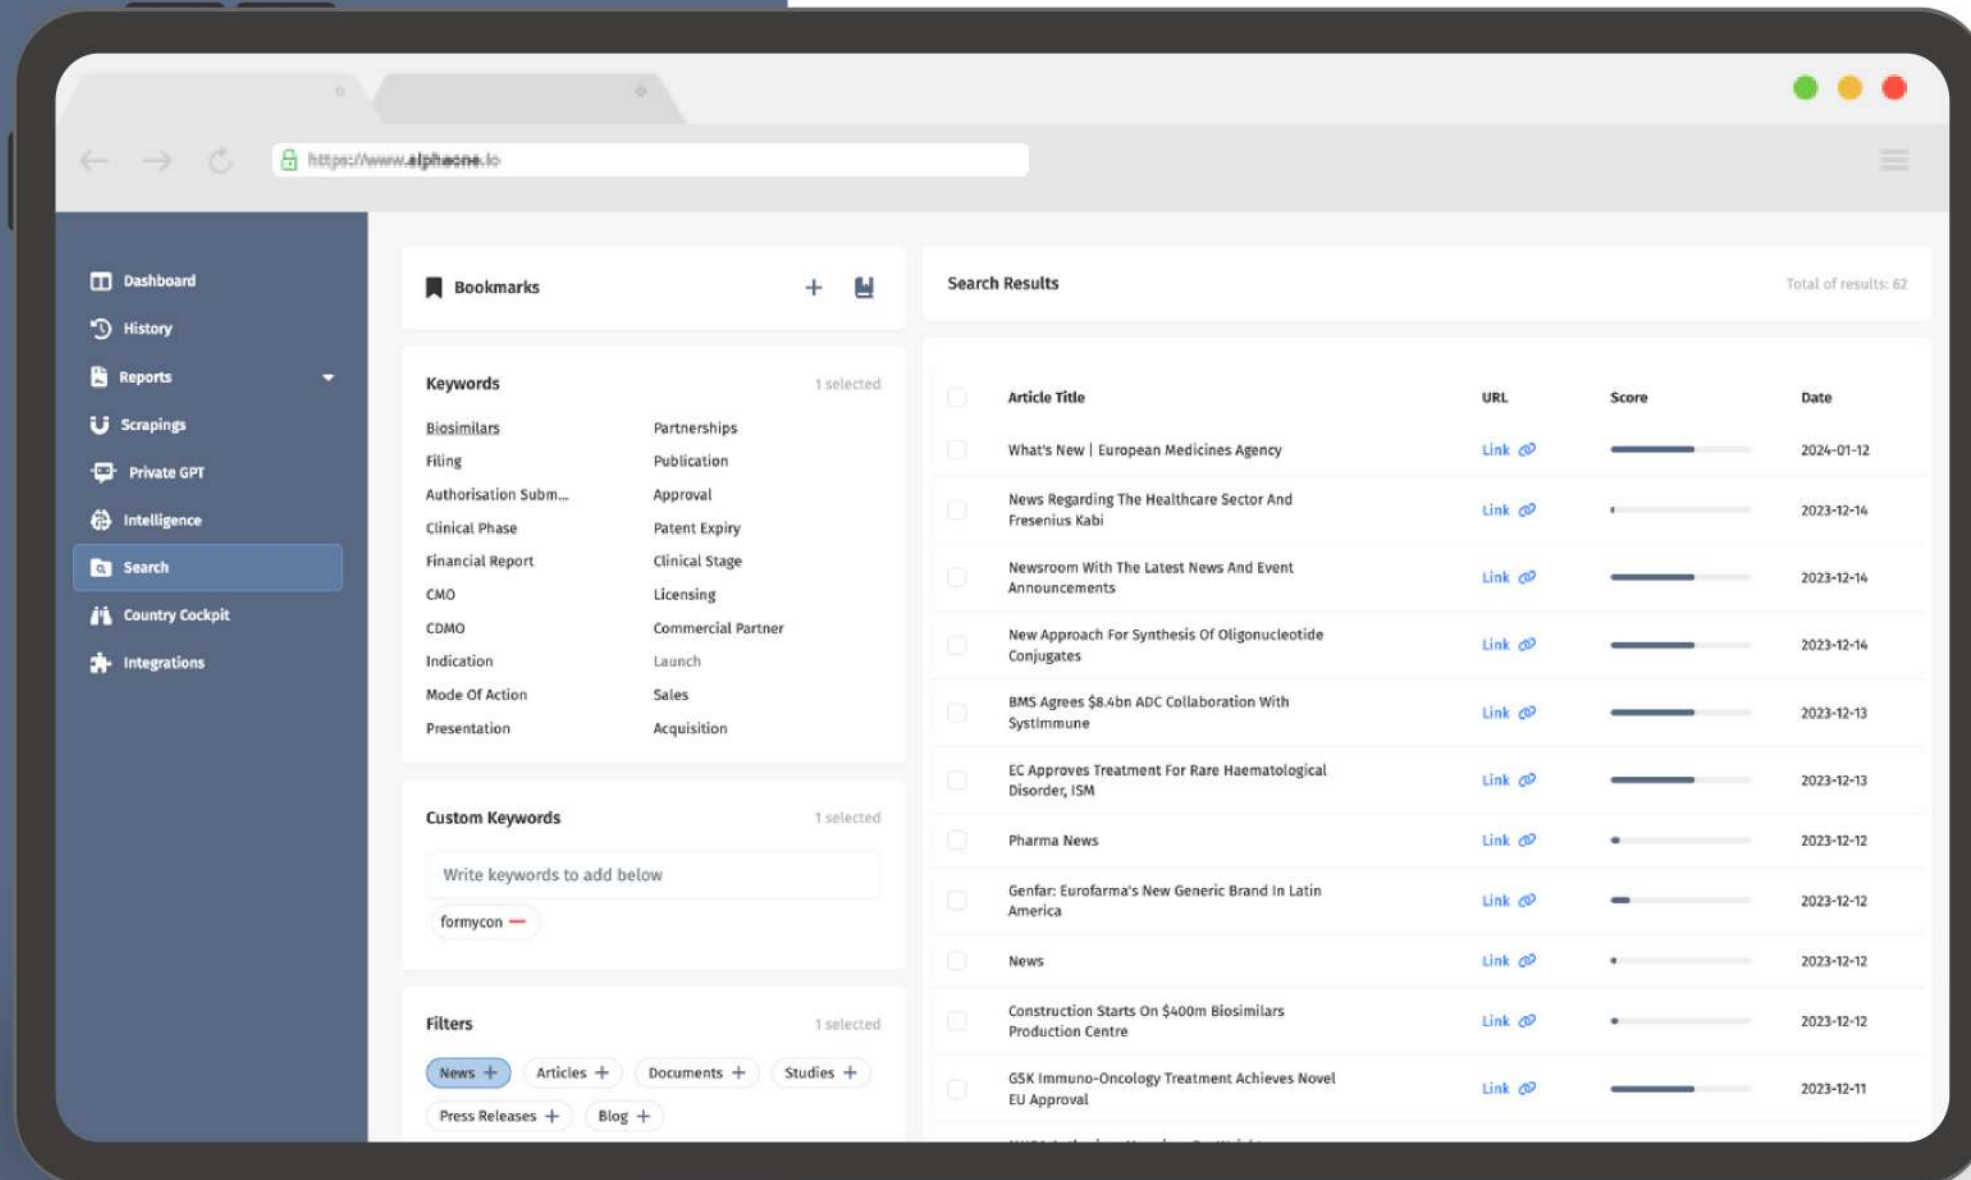 https://www.alphaone.io
Dashboard
History
Reports
Scrapings
Private GPT
Intelligence
Search
Country Cockpit
Integrations
Bookmarks
Keywords
1 selected
Biosimilars
Partnerships
Filing
Publication
Authorisation Subm...
Approval
Clinical Phase
Patent Expiry
Financial Report
Clinical Stage
CMO
Licensing
CDMO
Commercial Partner
Indication
Launch
Mode Of Action
Sales
Presentation
Acquisition
Custom Keywords
1 selected
Write keywords to add below
formycon
Filters
1 selected
News
Articles
Documents
Studies
Press Releases
Blog
Search Results
Total of results: 62
Article Title URL Score Date
What's New | European Medicines Agency Link 2024-01-12
News Regarding The Healthcare Sector And
Fresenius Kabi
Link 2023-12-14
Newsroom With The Latest News And Event
Announcements
Link 2023-12-14
New Approach For Synthesis Of Oligonucleotide
Conjugates
Link 2023-12-14
BMS Agrees $8.4bn ADC Collaboration With
SystImmune
Link 2023-12-13
EC Approves Treatment For Rare Haematological
Disorder, ISM
Link 2023-12-13
Pharma News Link 2023-12-12
Genfar: Eurofarma's New Generic Brand In Latin
America
Link 2023-12-12
News Link 2023-12-12
Construction Starts On $400m Biosimilars
Production Centre
Link 2023-12-12
GSK Immuno-Oncology Treatment Achieves Novel
EU Approval
Link 2023-12-11